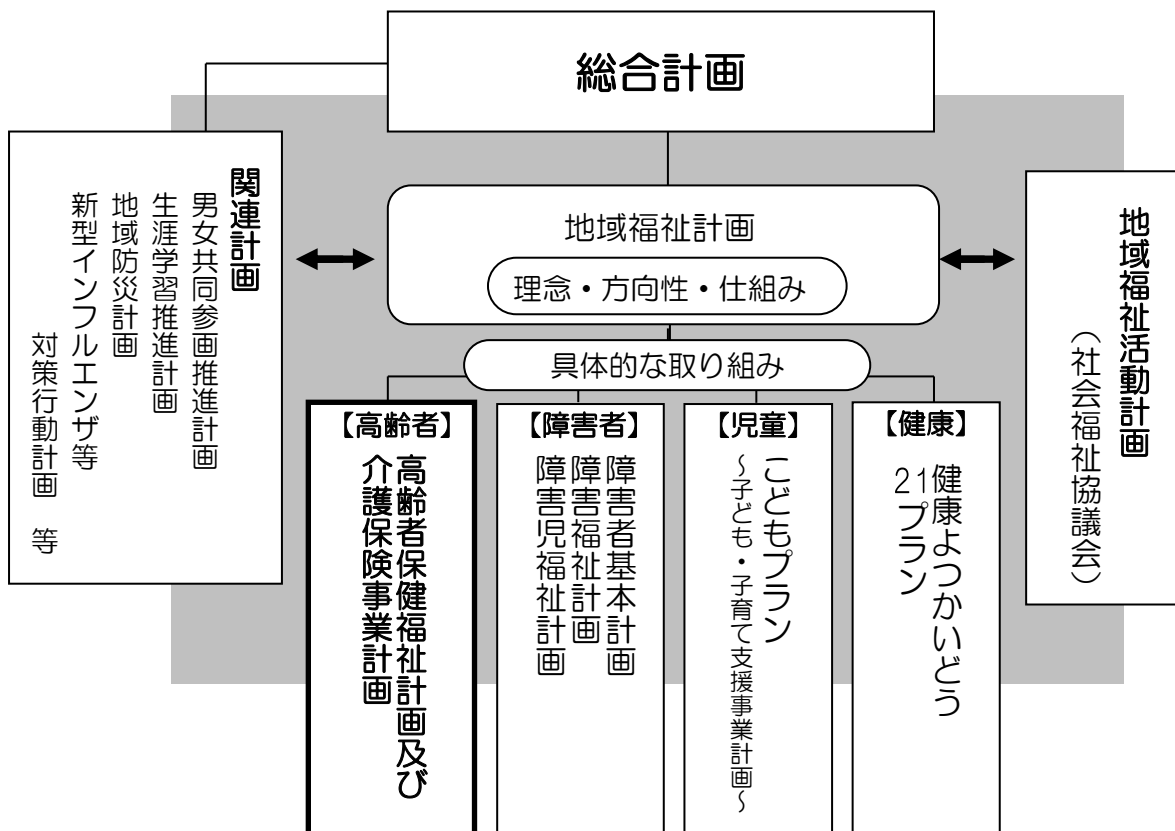 総合計画
関連計画
男女共同参画推進計画
生涯学習推進計画
地域防災計画
新型インフルエンザ等
対策行動計画 等
地域福祉計画
理念・方向性・仕組み
具体的な取り組み
【高齢者】
高齢者保健福祉計画及び
介護保険事業計画
【障害者】
障害者基本計画
障害福祉計画
障害児福祉計画
【児童】
こどもプラン
～子ども・子育て支援事業計画～
【健康】
健康よつかいどう
21プラン
地域福祉活動計画
（社会福祉協議会）